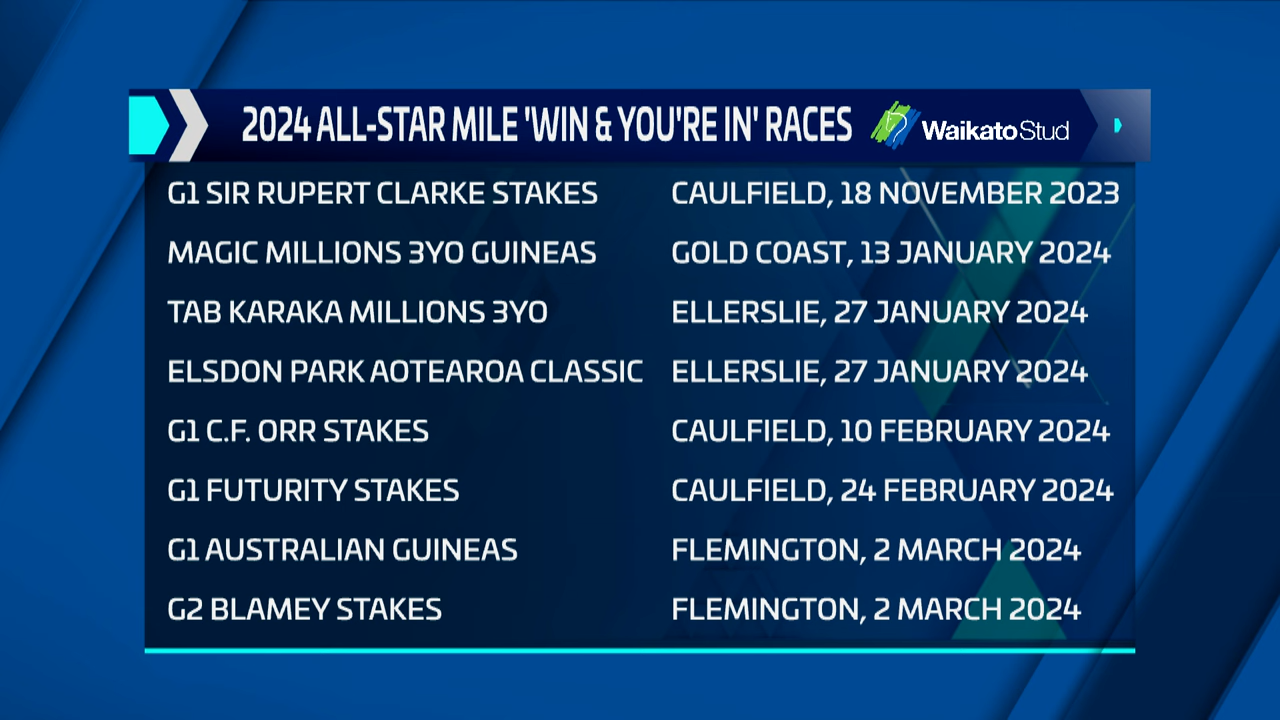 2024 ALL-STAR MILE 'WIN & YOU'RE IN' RACES Waikato Stud
G1 SIR RUPERT CLARKE STAKES CAULFIELD, 18 NOVEMBER 2023
MAGIC MILLIONS 3YO GUINEAS GOLD COAST, 13 JANUARY 2024
TAB KARAKA MILLIONS 3YO ELLERSLIE, 27 JANUARY 2024
ELSDON PARK AOTEAROA CLASSIC ELLERSLIE, 27 JANUARY 2024
G1 C.F. ORR STAKES CAULFIELD, 10 FEBRUARY 2024
G1 FUTURITY STAKES CAULFIELD, 24 FEBRUARY 2024
G1 AUSTRALIAN GUINEAS FLEMINGTON, 2 MARCH 2024
G2 BLAMEY STAKES FLEMINGTON, 2 MARCH 2024